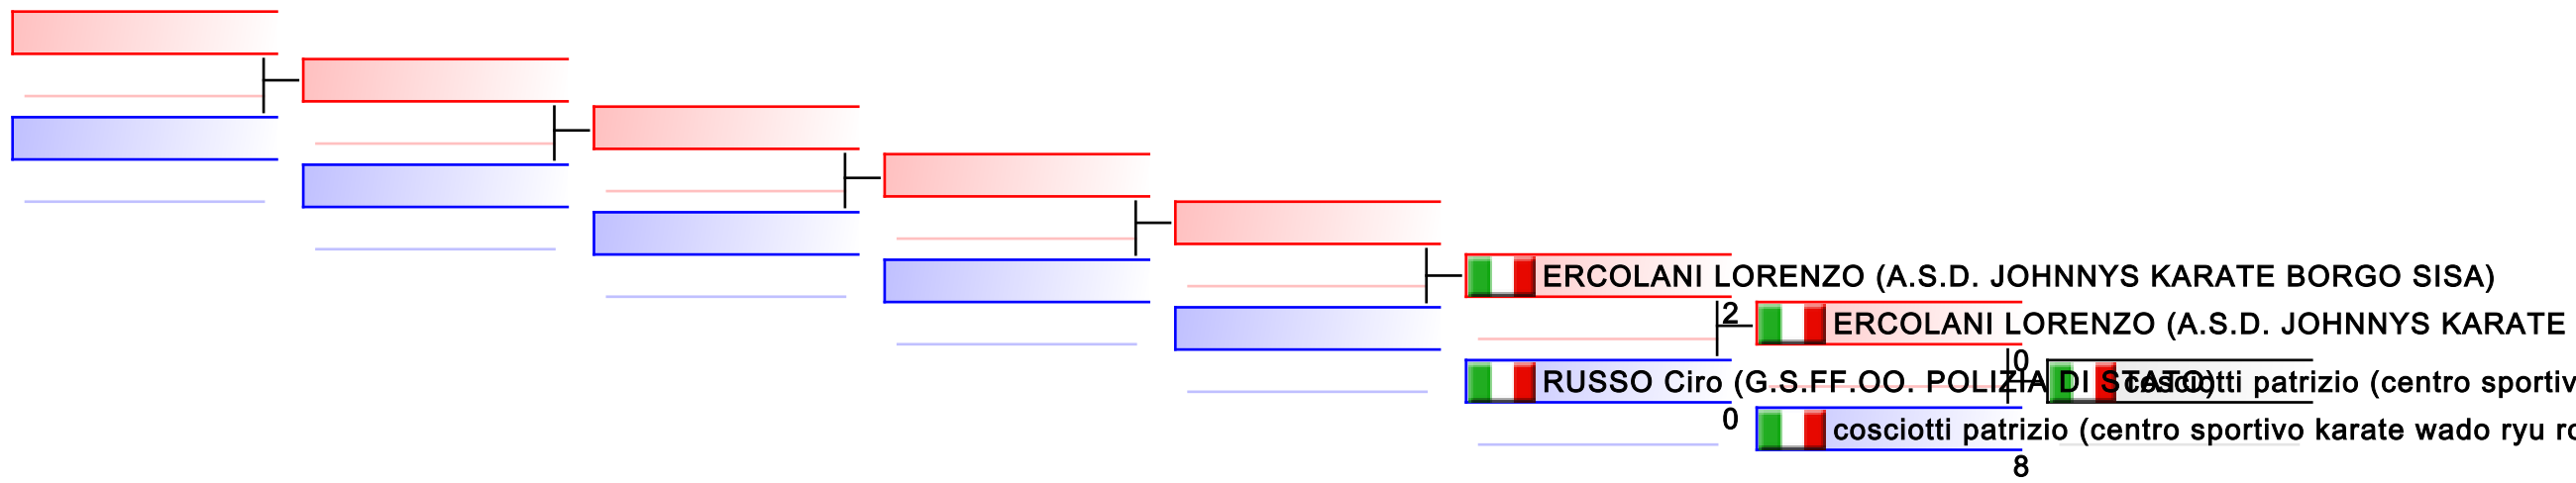 ERCOLANI LORENZO (A.S.D. JOHNNYS KARATE BORGO SISA)
2
ERCOLANI LORENZO (A.S.D. JOHNNYS KARATE
0
RUSSO Ciro (G.S.FF.OO. POLIZIA DI STATO)
cosciotti patrizio (centro sportiv
0
cosciotti patrizio (centro sportivo karate wado ryu ro
8